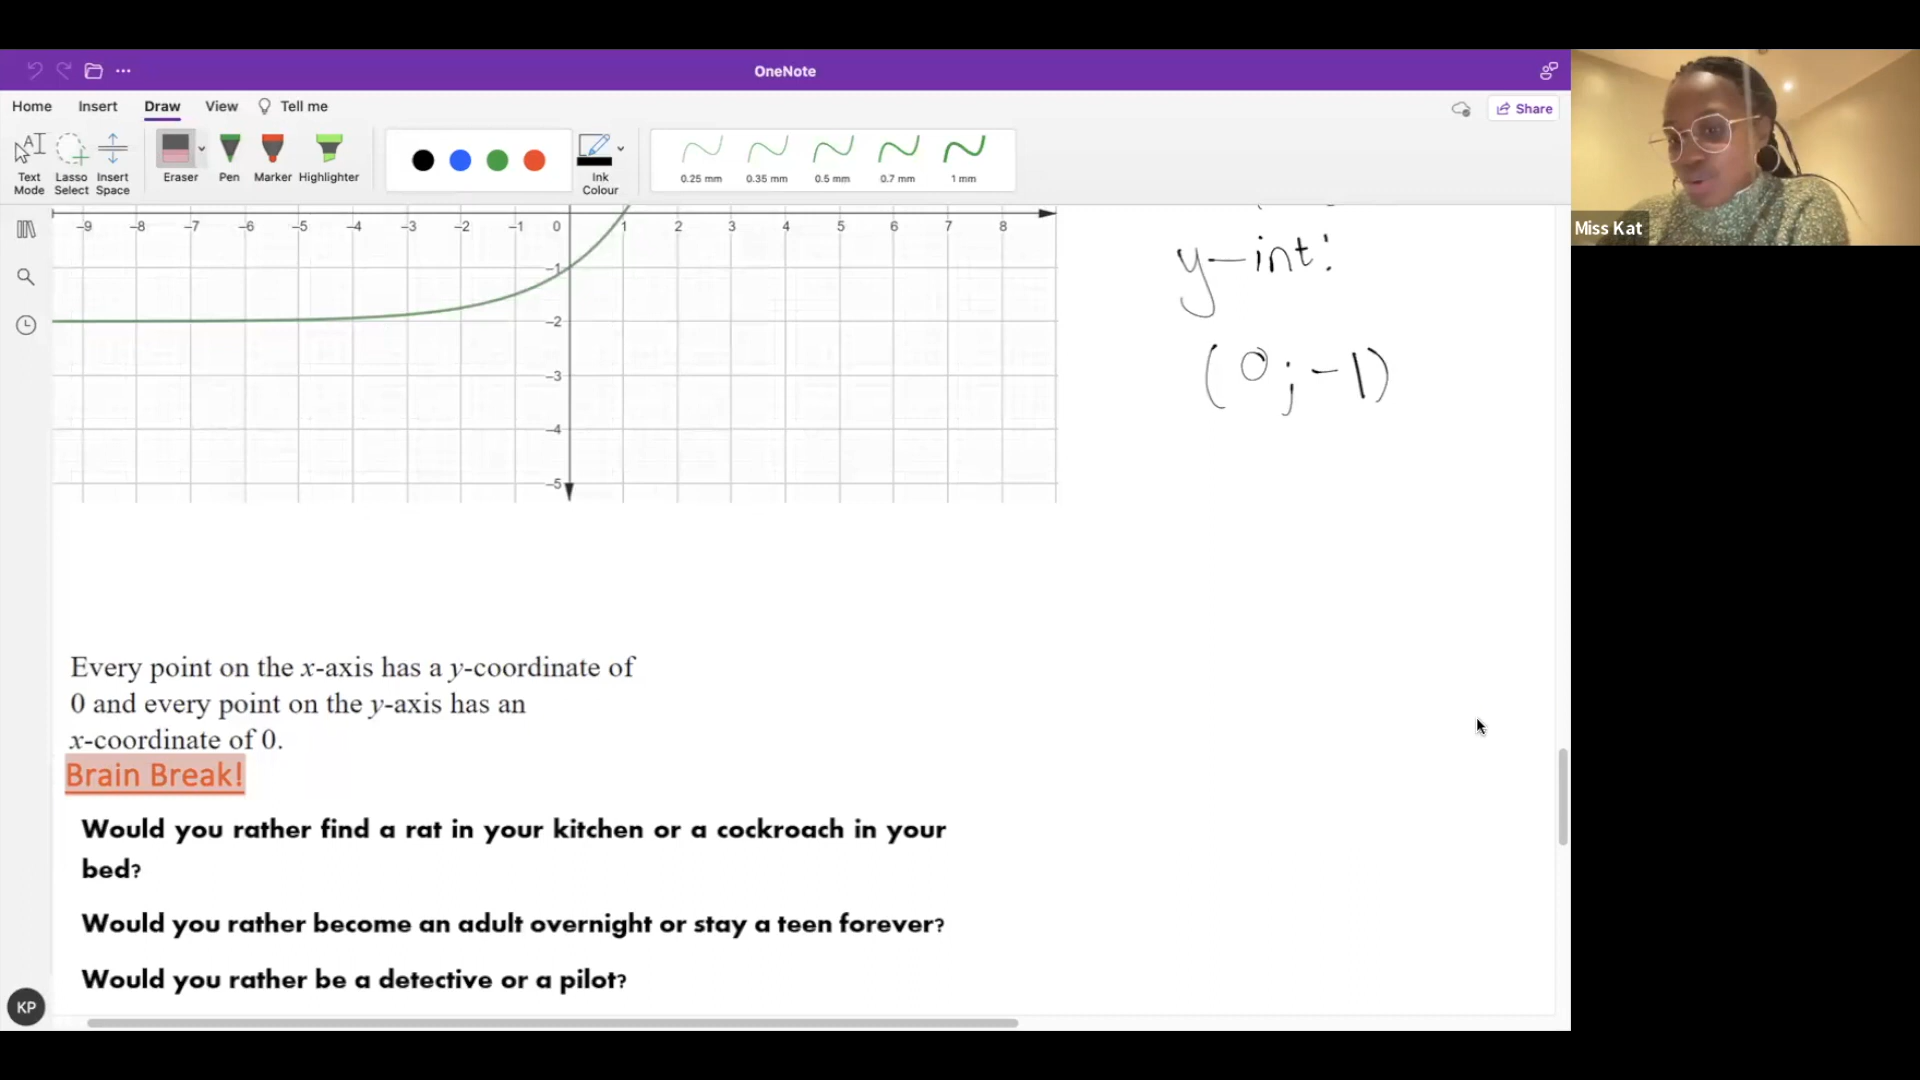 OneNote
Home Insert Draw View Tell me
Share
Text Mode
Lasso Select
Insert Space
Eraser
Pen
Marker
Highlighter
Ink Colour
0.25 mm
0.35 mm
0.5 mm
0.7 mm
1 mm
Miss Kat
–9 –8 –7 –6 –5 –4 –3 –2 –1 0 1 2 3 4 5 6 7 8
–1
–2
–3
–4
–5
y-int:
(0;-1)
Every point on the x-axis has a y-coordinate of
0 and every point on the y-axis has an
x-coordinate of 0.
Brain Break!
Would you rather find a rat in your kitchen or a cockroach in your
bed?
Would you rather become an adult overnight or stay a teen forever?
Would you rather be a detective or a pilot?
KP